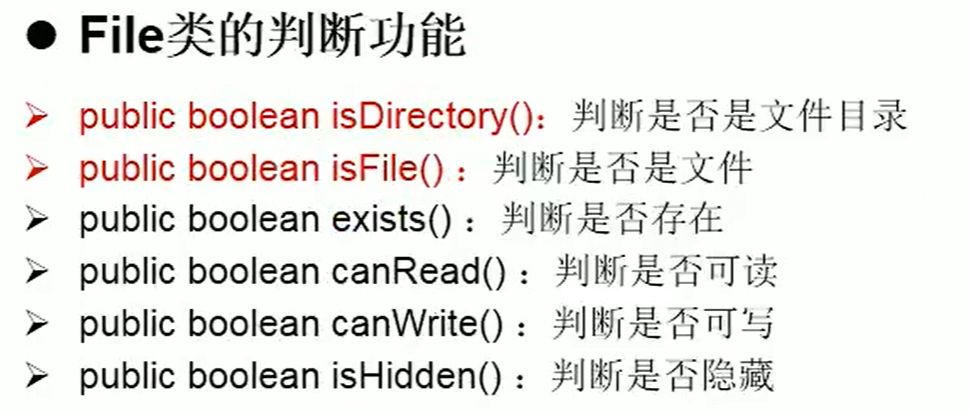 ● File类的判断功能
➢ public boolean isDirectory()：判断是否是文件目录
➢ public boolean isFile() ：判断是否是文件
➢ public boolean exists() ：判断是否存在
➢ public boolean canRead() ：判断是否可读
➢ public boolean canWrite() ：判断是否可写
➢ public boolean isHidden() ：判断是否隐藏